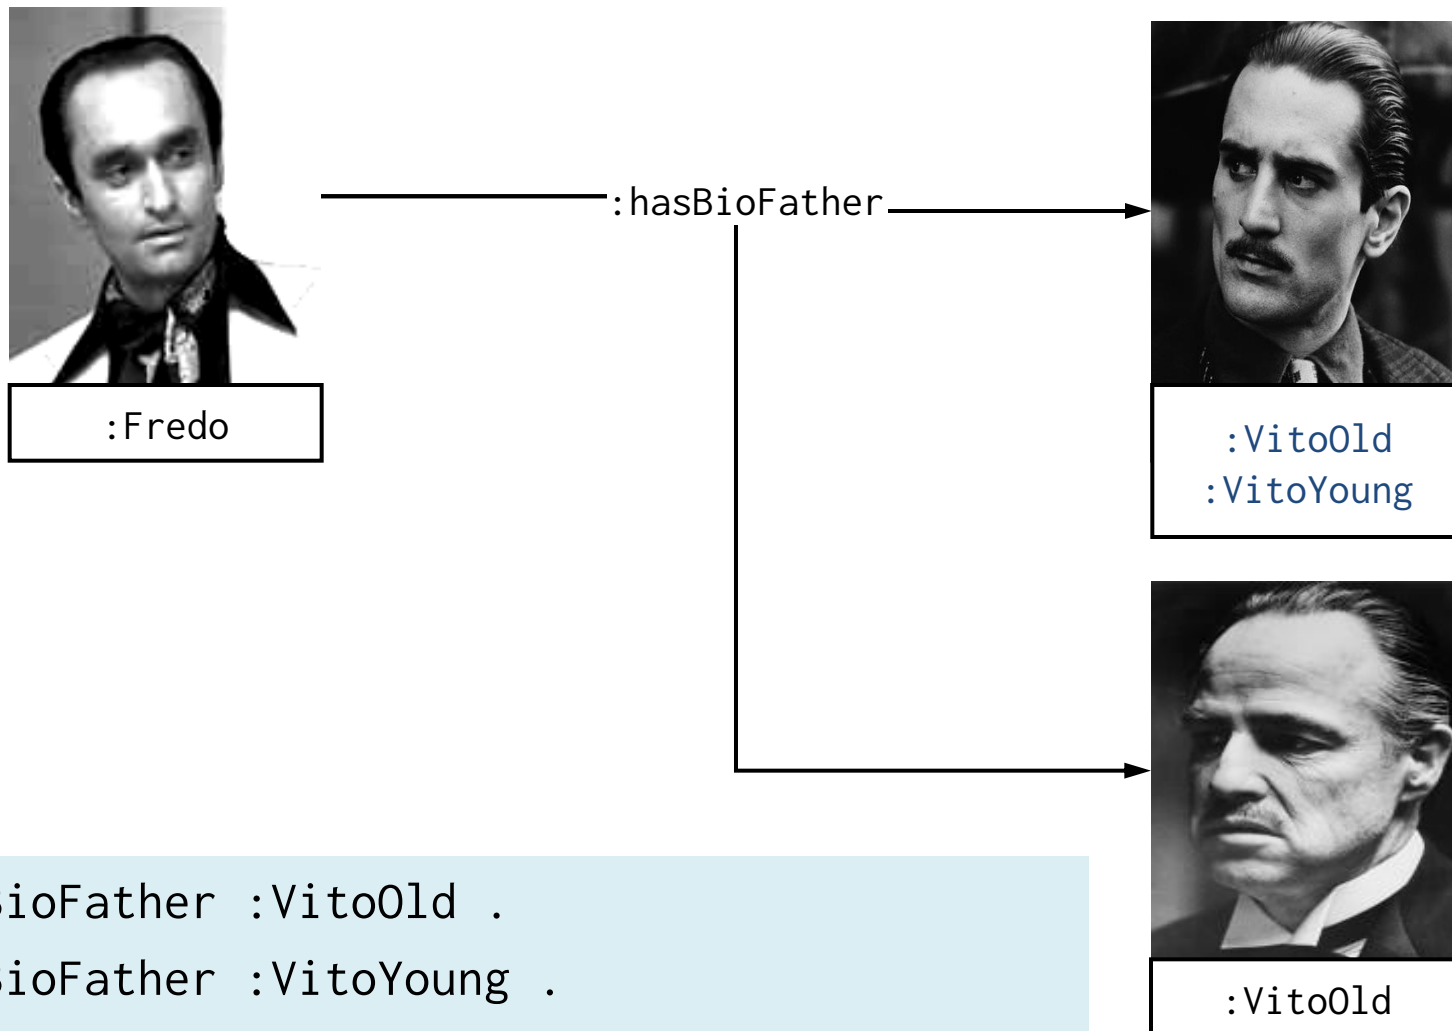 :hasBioFather
:Fredo
:VitoOld
:VitoYoung
ioFather :VitoOld .
ioFather :VitoYoung .
:VitoOld